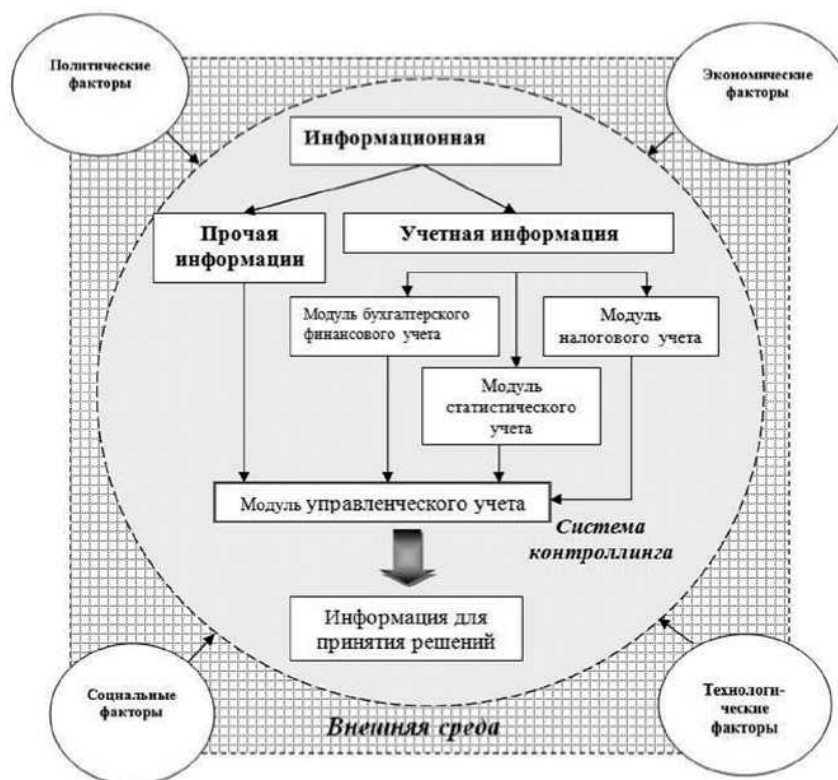 Политические
факторы
Экономические
факторы
Информационная
Прочая
информации
Учетная информация
Модуль бухгалтерского
финансового учета
Модуль
налогового учета
Модуль
статистического
учета
Модуль управленческого учета
Система
контроллинга
Информация для
принятия решений
Социальные
факторы
Технологи-
ческие
факторы
Внешняя среда